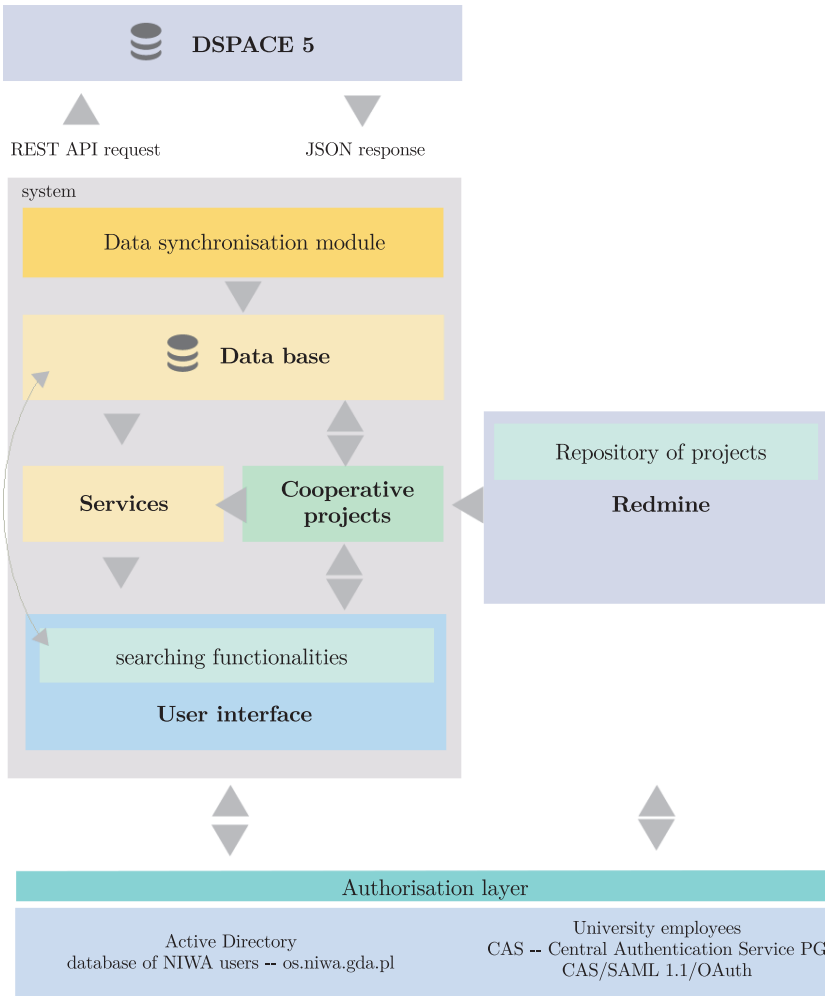 DSPACE 5
REST API request
JSON response
system
Data synchronisation module
Data base
Services
Cooperative
projects
Repository of projects
Redmine
searching functionalities
User interface
Authorisation layer
Active Directory
database of NIWA users -- os.niwa.gda.pl
University employees
CAS -- Central Authentication Service PG
CAS/SAML 1.1/OAuth